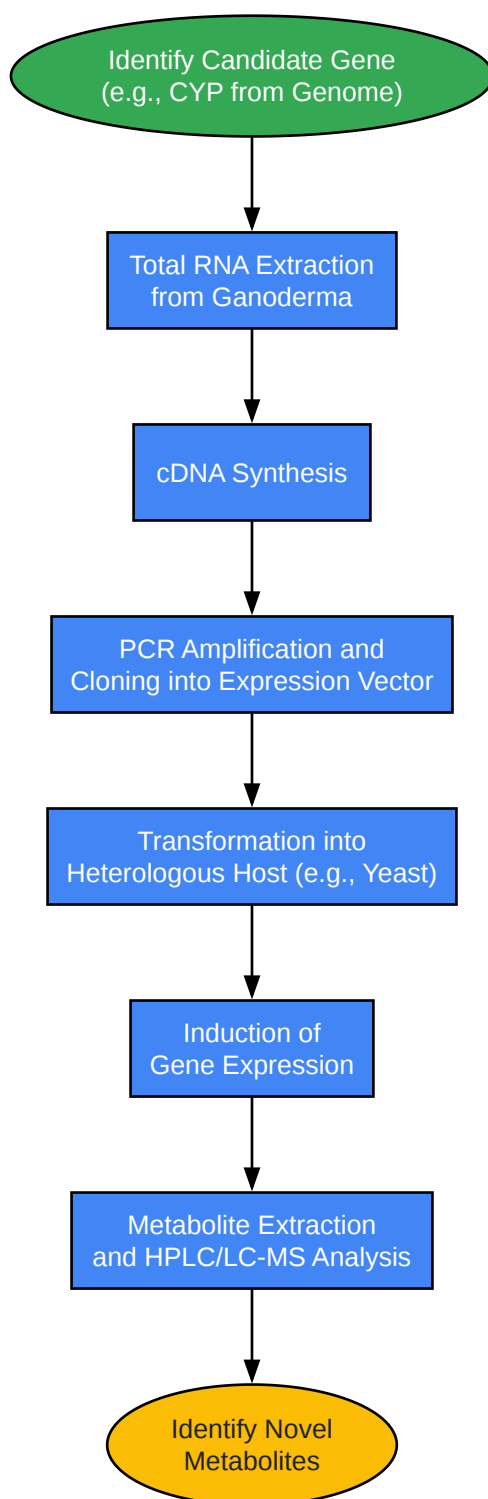 Identify Candidate Gene
(e.g., CYP from Genome)
Total RNA Extraction
from Ganoderma
cDNA Synthesis
PCR Amplification and
Cloning into Expression Vector
Transformation into
Heterologous Host (e.g., Yeast)
Induction of
Gene Expression
Metabolite Extraction
and HPLC/LC-MS Analysis
Identify Novel
Metabolites